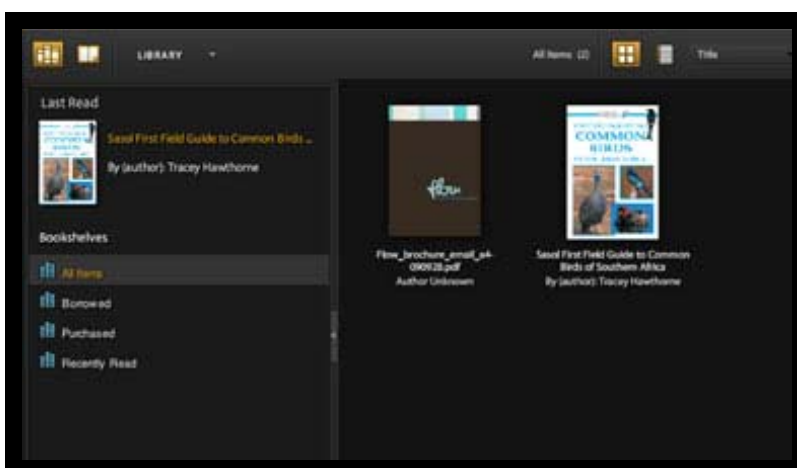 LIBRARY
All Items (2)
Title
Last Read
Sasol First Field Guide to Common Birds ...
By (author): Tracey Hawthorne
Bookshelves
All Items
Borrowed
Purchased
Recently Read
flow
COMMON
BIRDS
Flow_brochure_email_a4-
090928.pdf
Author Unknown
Sasol First Field Guide to Common
Birds of Southern Africa
By (author): Tracey Hawthorne